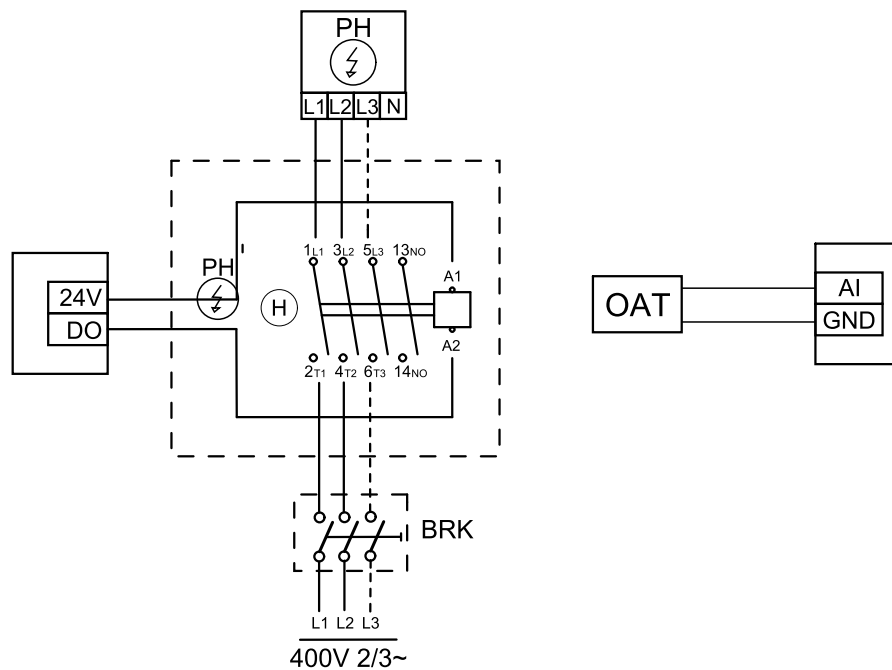 PH
L1 L2 L3 N
1L1 3L2 5L3 13NO
PH
A1
24V
H
OAT
AI
DO
GND
A2
2T1 4T2 6T3 14NO
BRK
L1 L2 L3
400V 2/3~